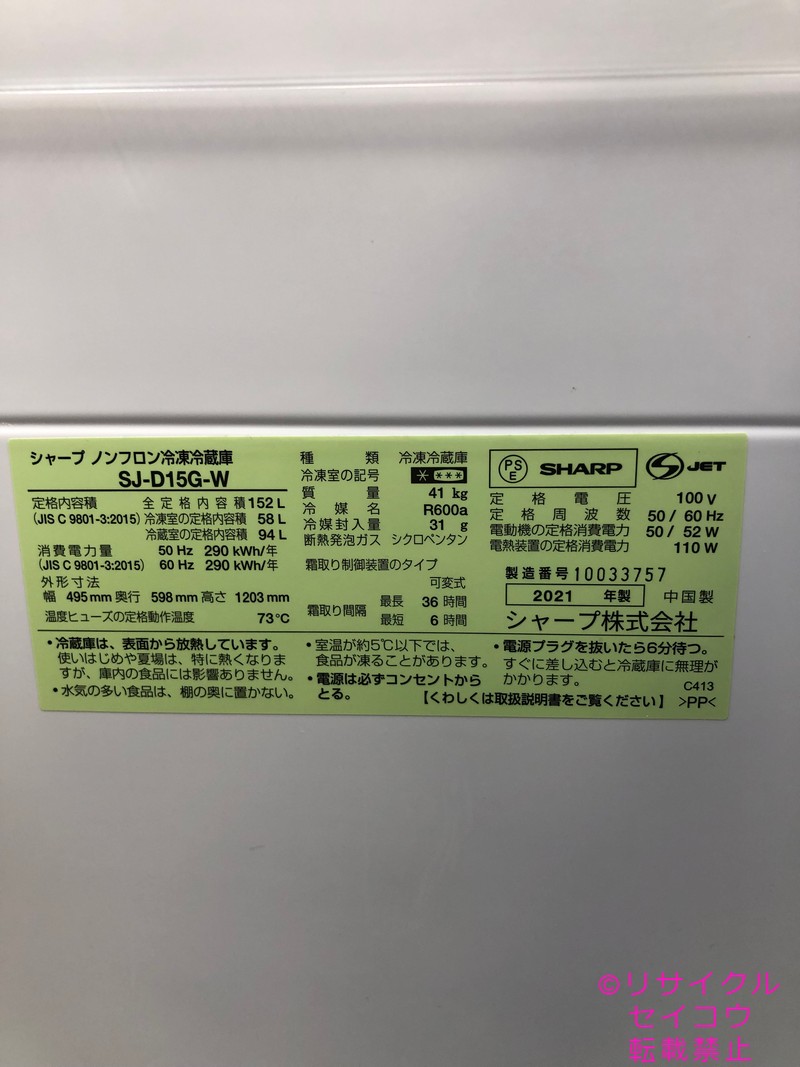 シャープ ノンフロン冷凍冷蔵庫
SJ-D15G-W
定格内容積 全定格内容積 152 L
(JIS C 9801-3:2015) 冷凍室の定格内容積 58 L
冷蔵室の定格内容積 94 L
消費電力量 50 Hz 290 kWh/年
(JIS C 9801-3:2015) 60 Hz 290 kWh/年
外形寸法
幅 495 mm 奥行 598 mm 高さ 1203 mm
温度ヒューズの定格動作温度 73℃
種類 冷凍冷蔵庫
冷凍室の記号 * ***
質量 41 kg
冷媒名 R600a
冷媒封入量 31 g
断熱発泡ガス シクロペンタン
霜取り制御装置のタイプ
可変式
霜取り間隔 最長 36 時間
最短 6 時間
PSE SHARP S JET
定格電圧 100 V
定格周波数 50 / 60 Hz
電動機の定格消費電力 50 / 52 W
電熱装置の定格消費電力 110 W
製造番号 10033757
2021 年製 中国製
シャープ株式会社
・冷蔵庫は、表面から放熱しています。
使いはじめや夏場は、特に熱くなりま
すが、庫内の食品には影響ありません。
・水気の多い食品は、棚の奥に置かない。
・室温が約5℃以下では、
食品が凍ることがあります。
・電源は必ずコンセントから
とる。
・電源プラグを抜いたら6分待つ。
すぐに差し込むと冷蔵庫に無理が
かかります。
C413
【くわしくは取扱説明書をご覧ください】 >PP<
©リサイクル
セイコウ
転載禁止